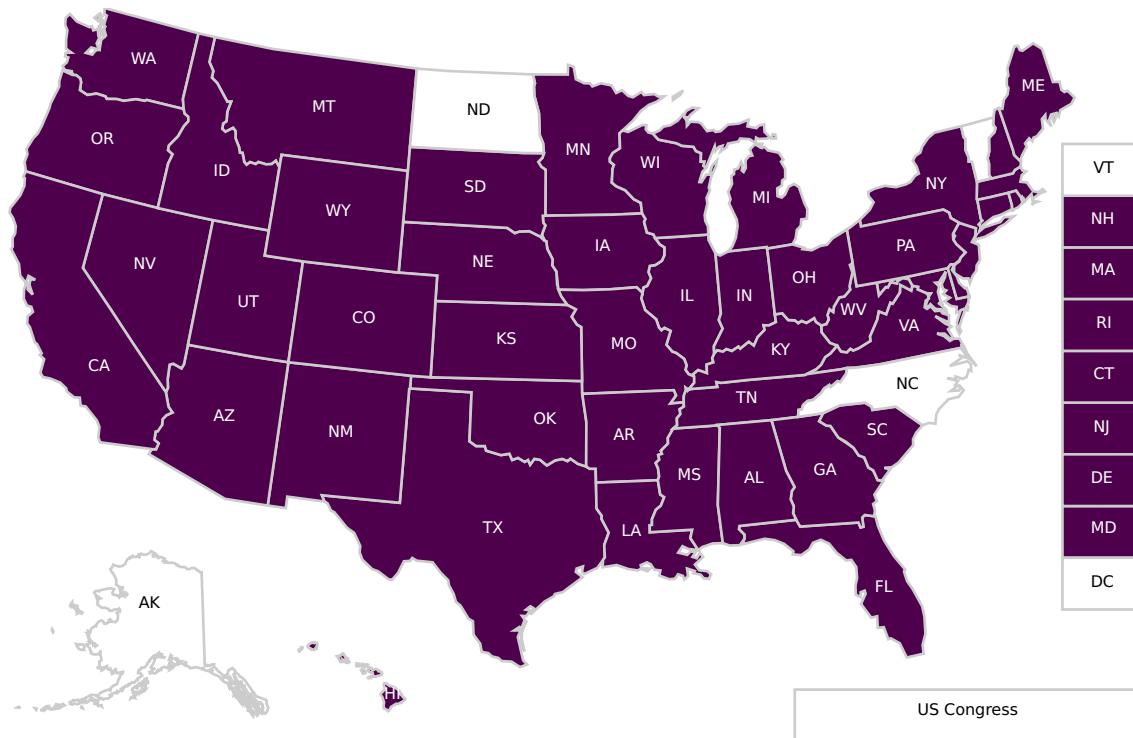 WA
ME
MT
ND
OR
MN
WI
VT
ID
SD
NY
MI
WY
NH
IA
PA
NV
NE
MA
OH
UT
IL
IN
WV
CO
RI
VA
KS
MO
KY
CA
CT
NC
TN
AZ
OK
NM
AR
SC
NJ
GA
MS
AL
DE
TX
LA
MD
DC
FL
AK
HI
US Congress